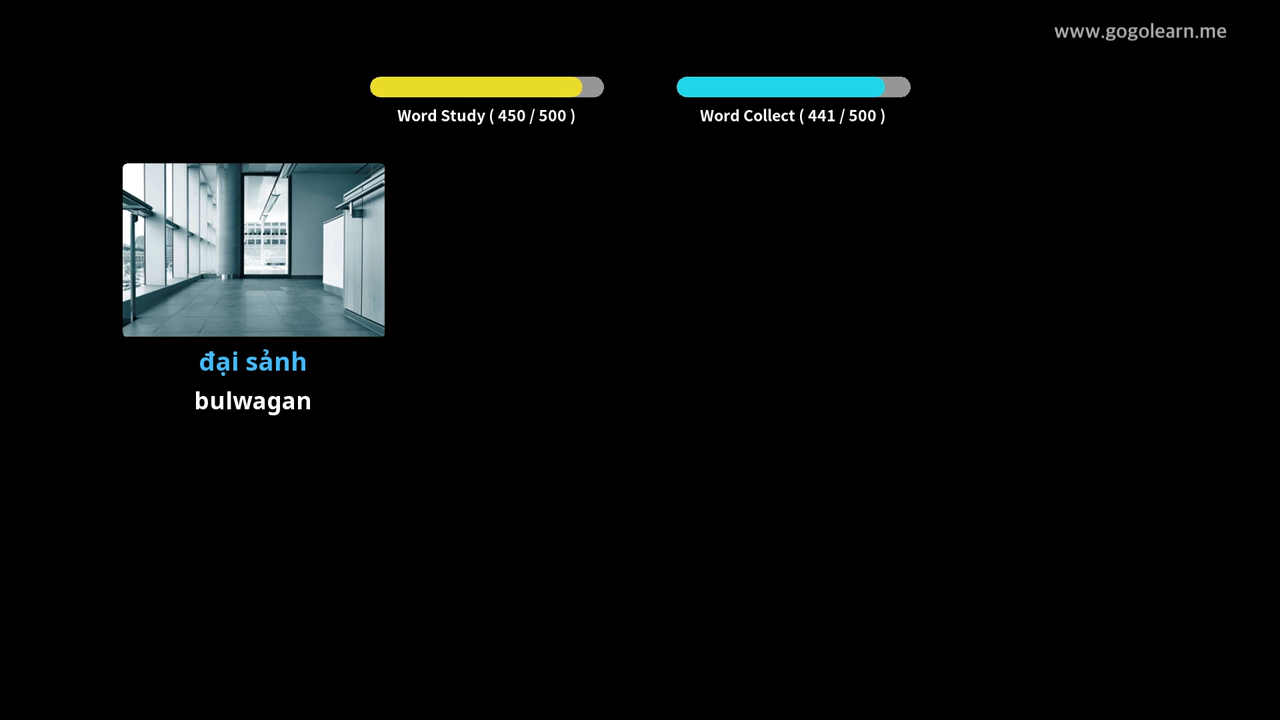 www.gogolearn.me
Word Study ( 450 / 500 )
Word Collect ( 441 / 500 )
đại sảnh
bulwagan